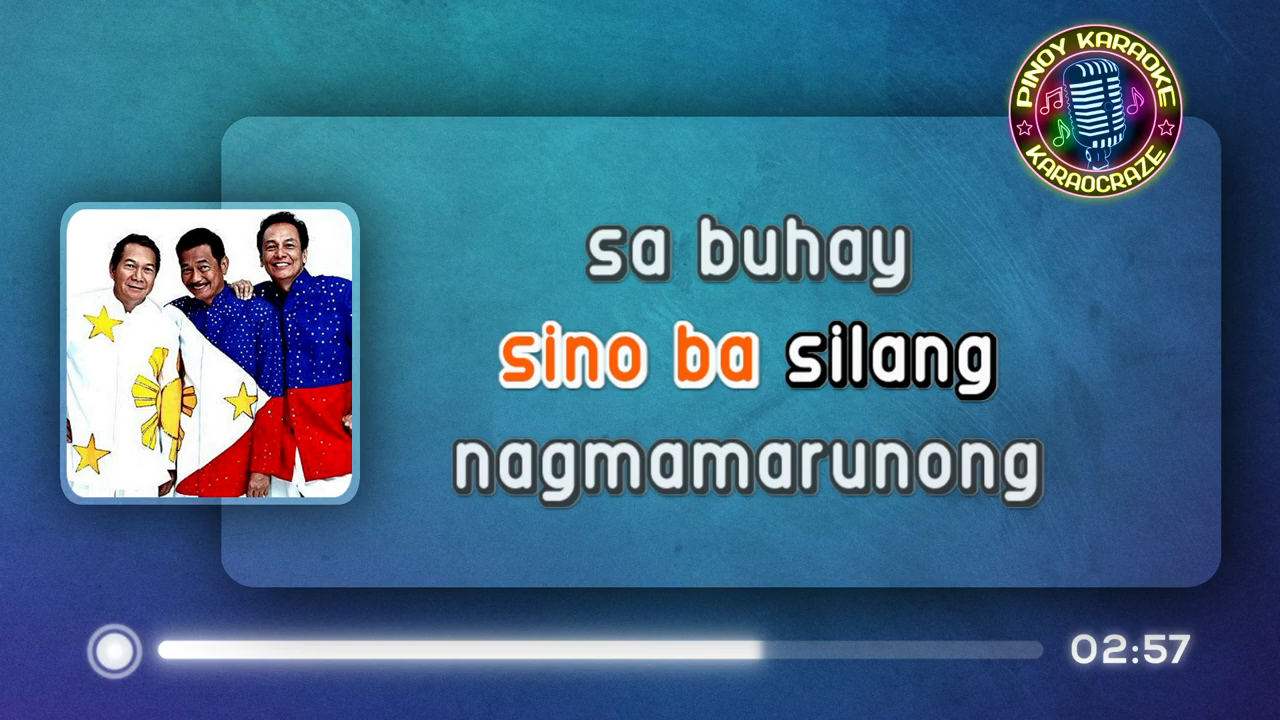 PINOY KARAOKE
KARAOCRAZE
sa buhay
sino ba silang
nagmamarunong
02:57